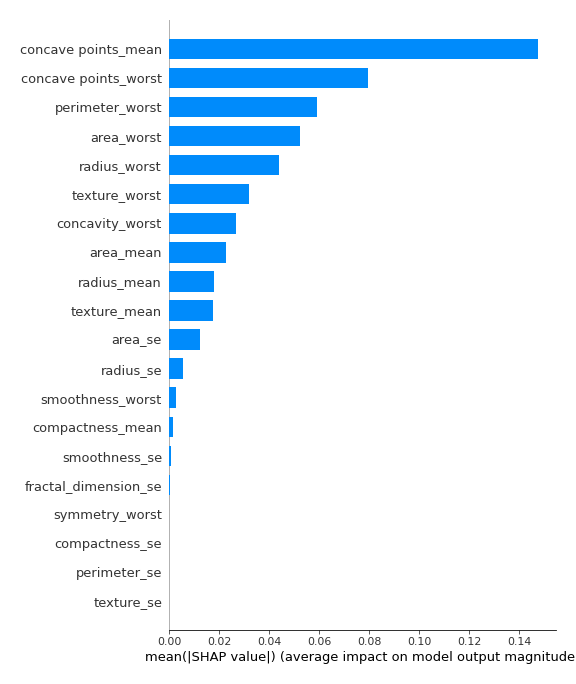 concave points_mean
concave points_worst
perimeter_worst
area_worst
radius_worst
texture_worst
concavity_worst
area_mean
radius_mean
texture_mean
area_se
radius_se
smoothness_worst
compactness_mean
smoothness_se
fractal_dimension_se
symmetry_worst
compactness_se
perimeter_se
texture_se
0.00 0.02 0.04 0.06 0.08 0.10 0.12 0.14
mean(|SHAP value|) (average impact on model output magnitude